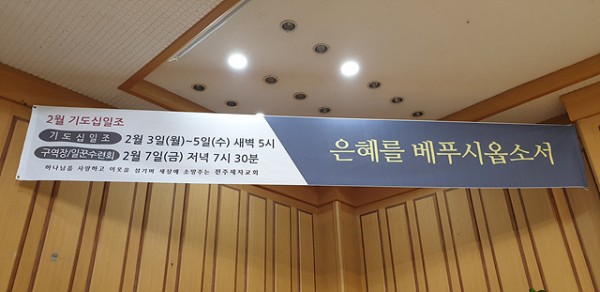 2월 기도십일조
기도십일조 2월 3일(월)~5일(수) 새벽 5시
구역장/일꾼수련회 2월 7일(금) 저녁 7시 30분
하나님을 사랑하고 이웃을 섬기며 세상에 소망주는 전주제자교회
은혜를 베푸시옵소서